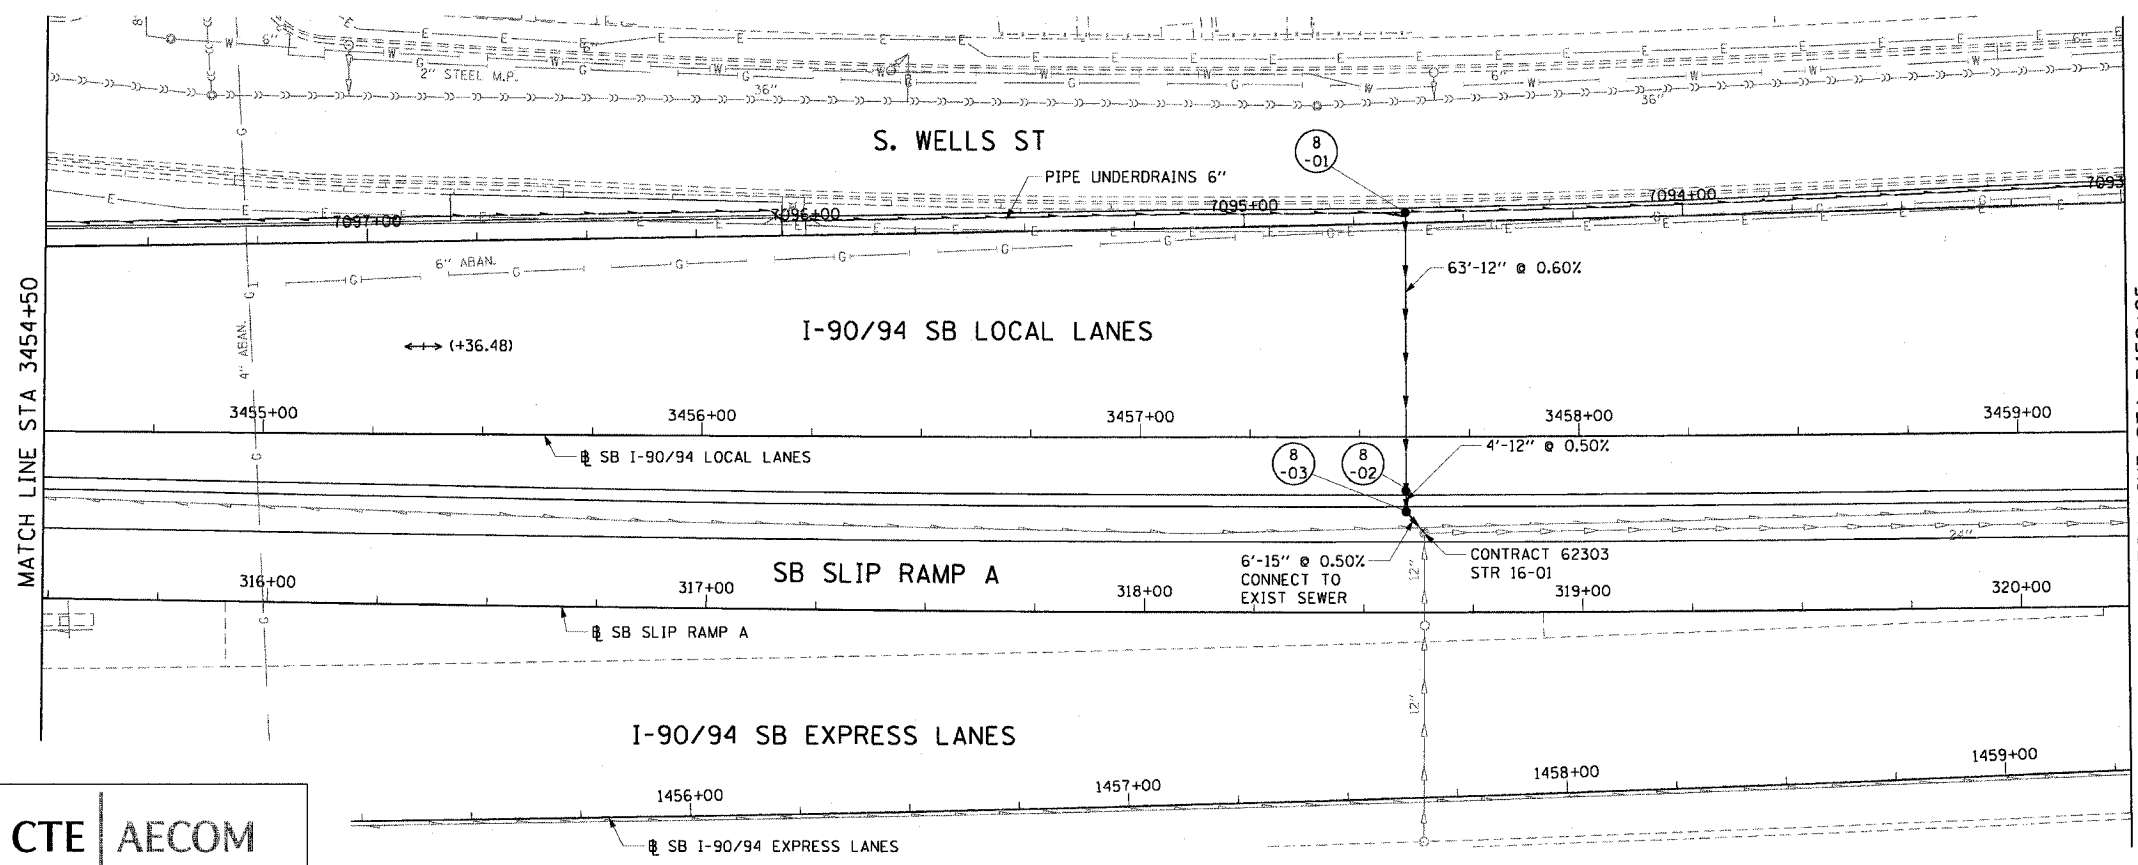 2" STEEL M.P.
36"
6"
6"
36"
S. WELLS ST
8
-01
PIPE UNDERDRAINS 6"
7097+00
7096+00
7095+00
7094+00
7093
6" ABAN.
4" ABAN.
63'-12" @ 0.60%
I-90/94 SB LOCAL LANES
(+36.48)
MATCH LINE STA 3454+50
3455+00
3456+00
3457+00
3458+00
3459+00
℄ SB I-90/94 LOCAL LANES
8
-03
8
-02
4'-12" @ 0.50%
24"
6'-15" @ 0.50%
CONNECT TO
EXIST SEWER
CONTRACT 62303
STR 16-01
12"
SB SLIP RAMP A
316+00
317+00
318+00
319+00
320+00
℄ SB SLIP RAMP A
12"
I-90/94 SB EXPRESS LANES
1456+00
1457+00
1458+00
1459+00
℄ SB I-90/94 EXPRESS LANES
CTE | AECOM